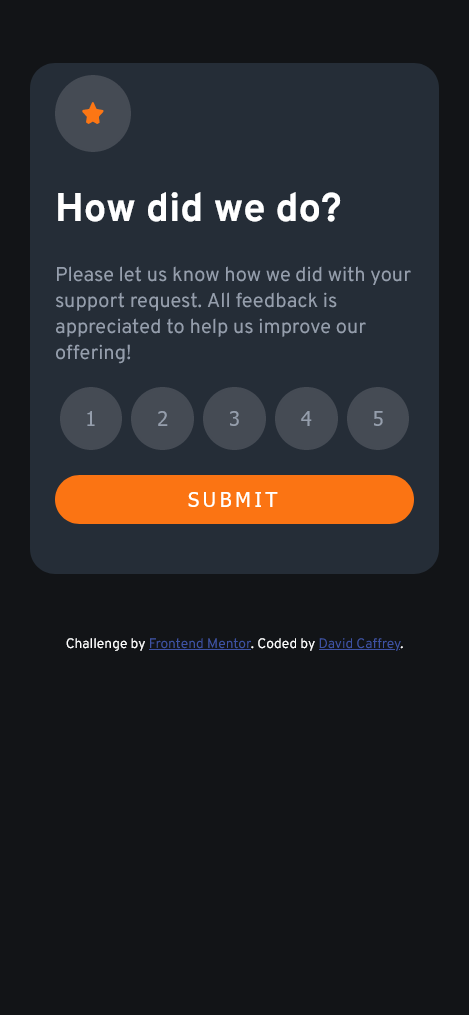 How did we do?
Please let us know how we did with your
support request. All feedback is
appreciated to help us improve our
offering!
1 2 3 4 5
SUBMIT
Challenge by Frontend Mentor. Coded by David Caffrey.